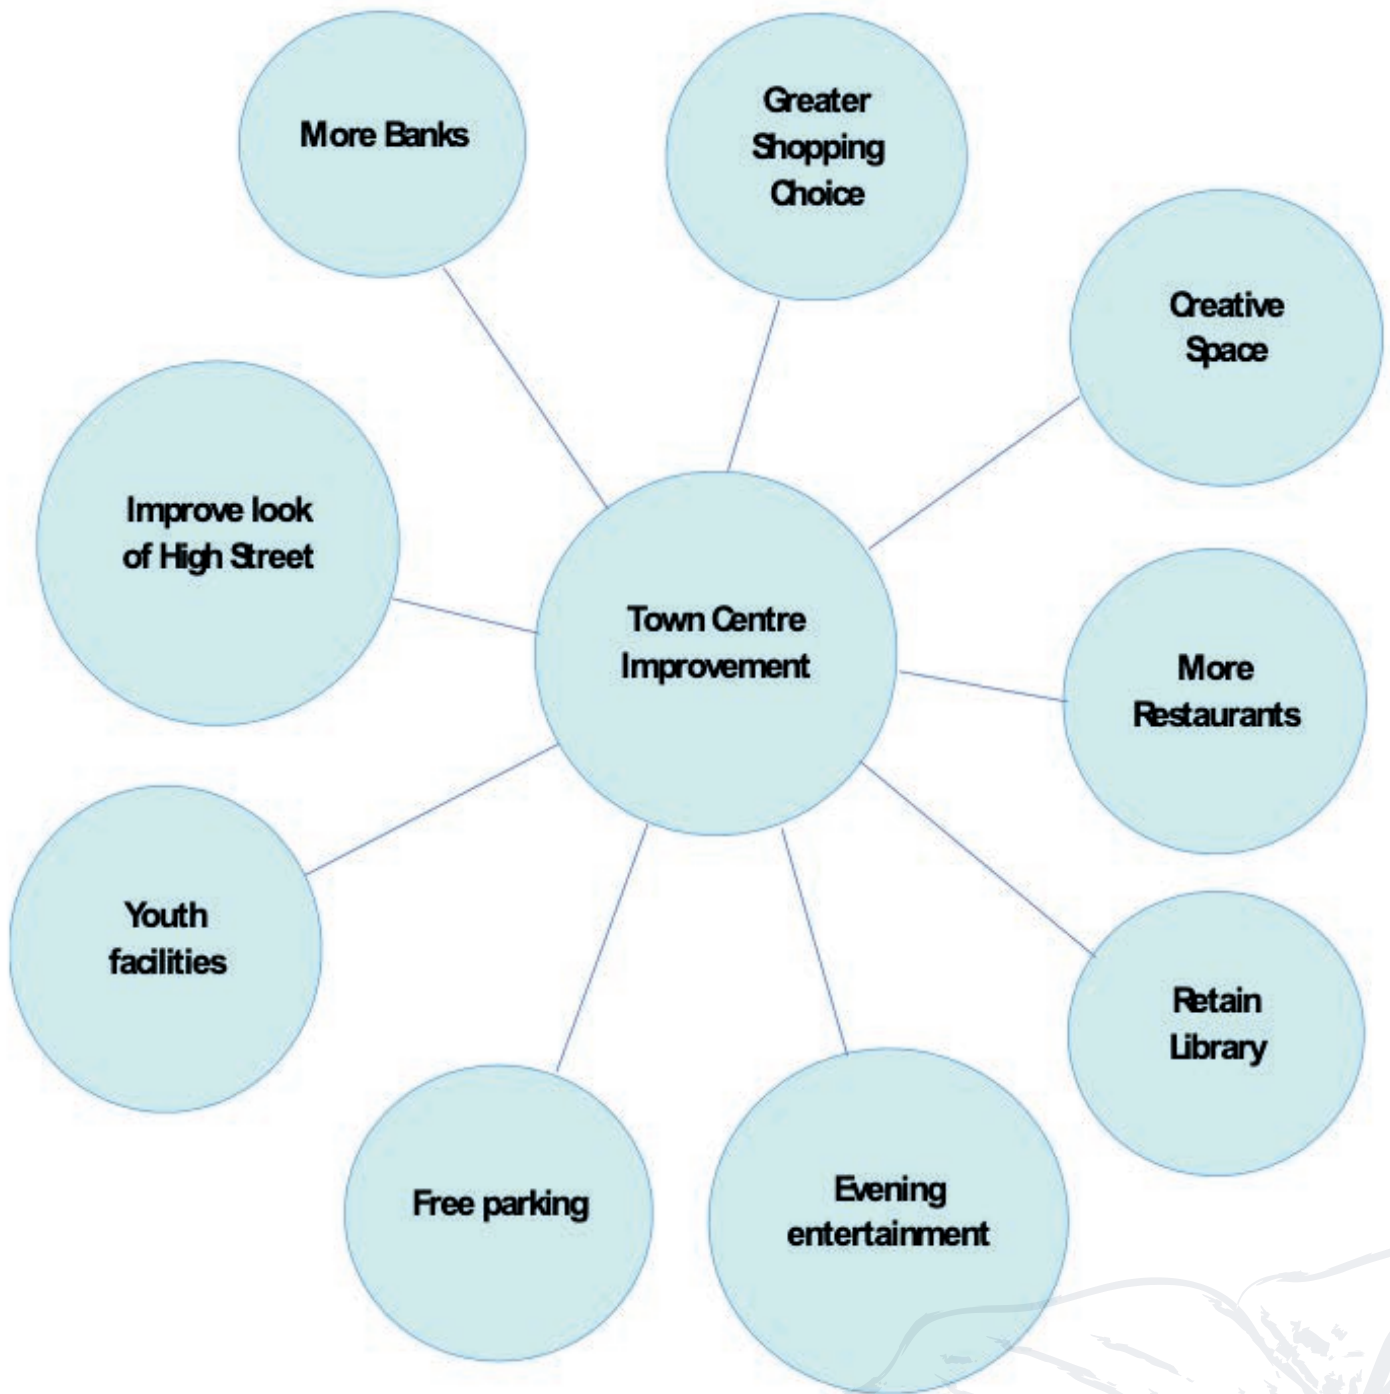 More Banks
Greater
Shopping
Choice
Creative
Space
Improve look
of High Street
Town Centre
Improvement
More
Restaurants
Youth
facilities
Retain
Library
Free parking
Evening
entertainment